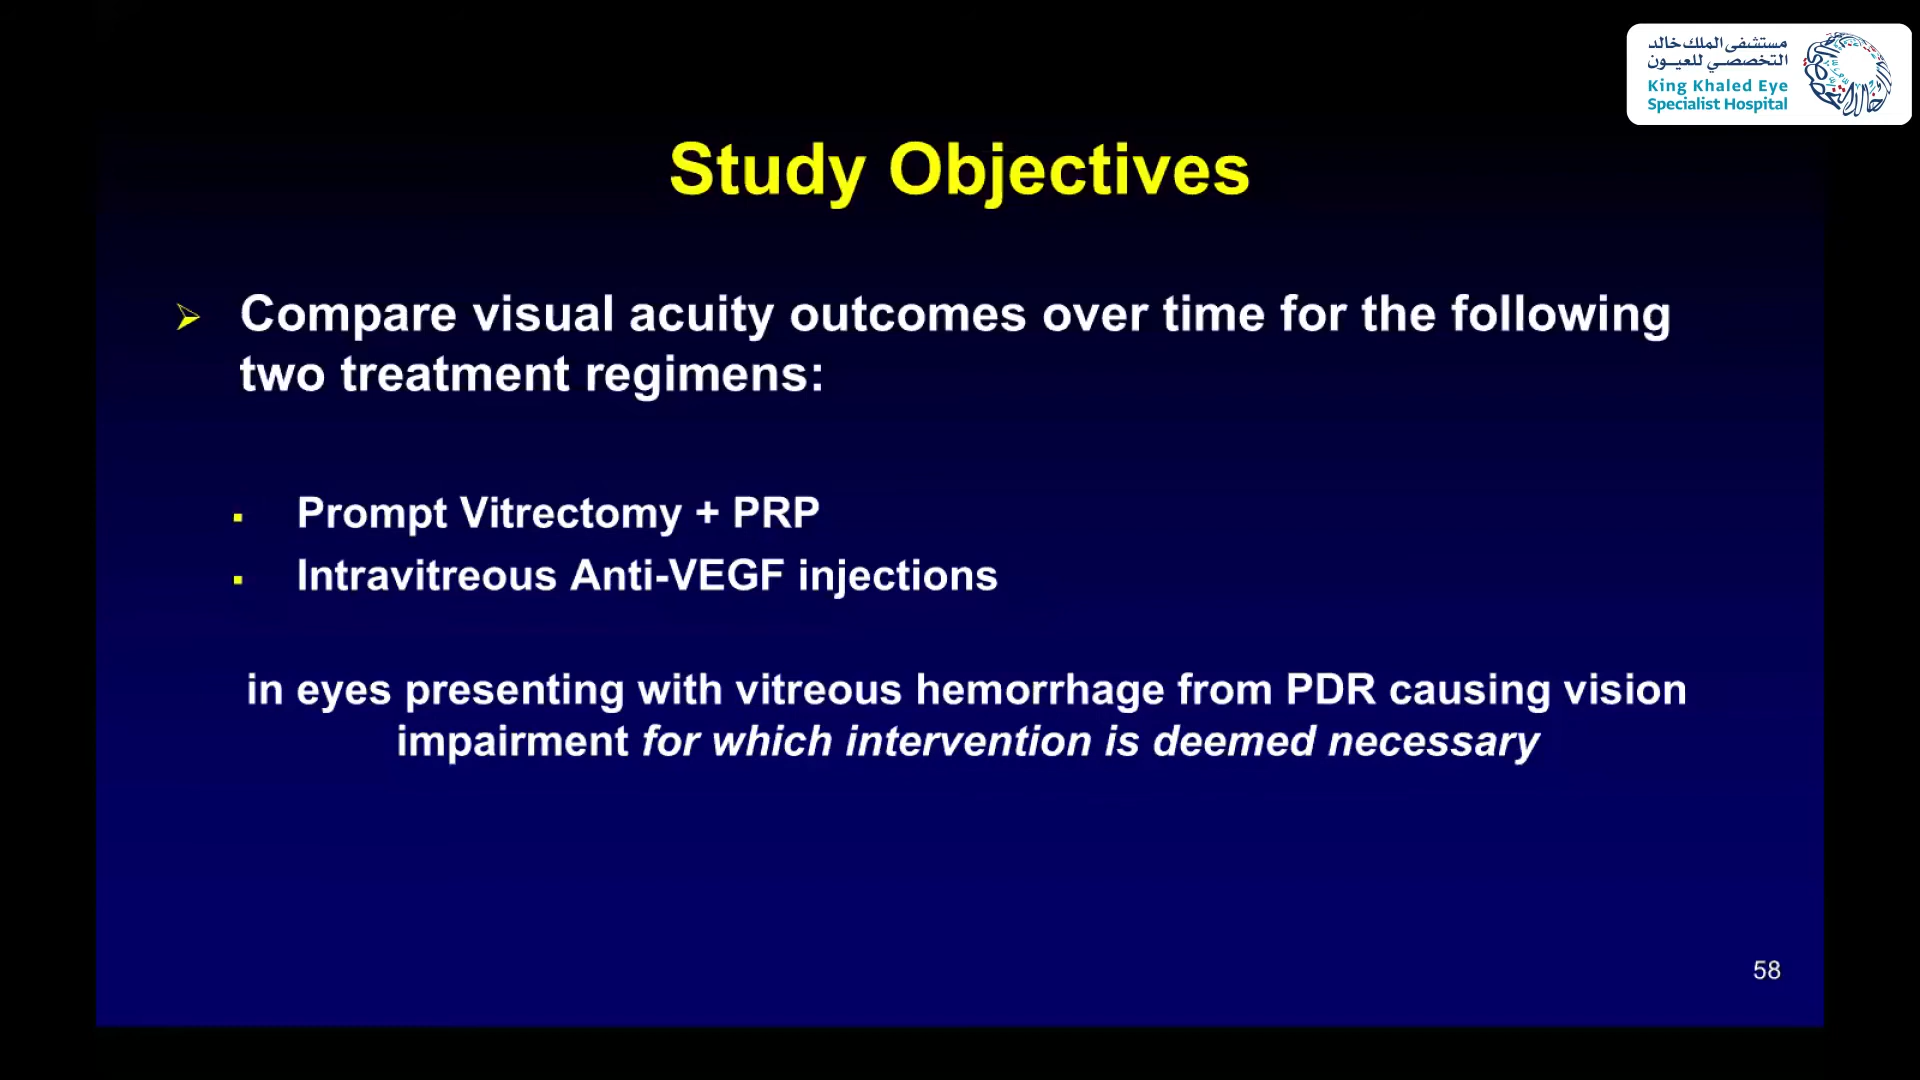 مستشفى الملك خالد
التخصصي للعيون
King Khaled Eye
Specialist Hospital
Study Objectives
Compare visual acuity outcomes over time for the following
two treatment regimens:
Prompt Vitrectomy + PRP
Intravitreous Anti-VEGF injections
in eyes presenting with vitreous hemorrhage from PDR causing vision
impairment for which intervention is deemed necessary
58